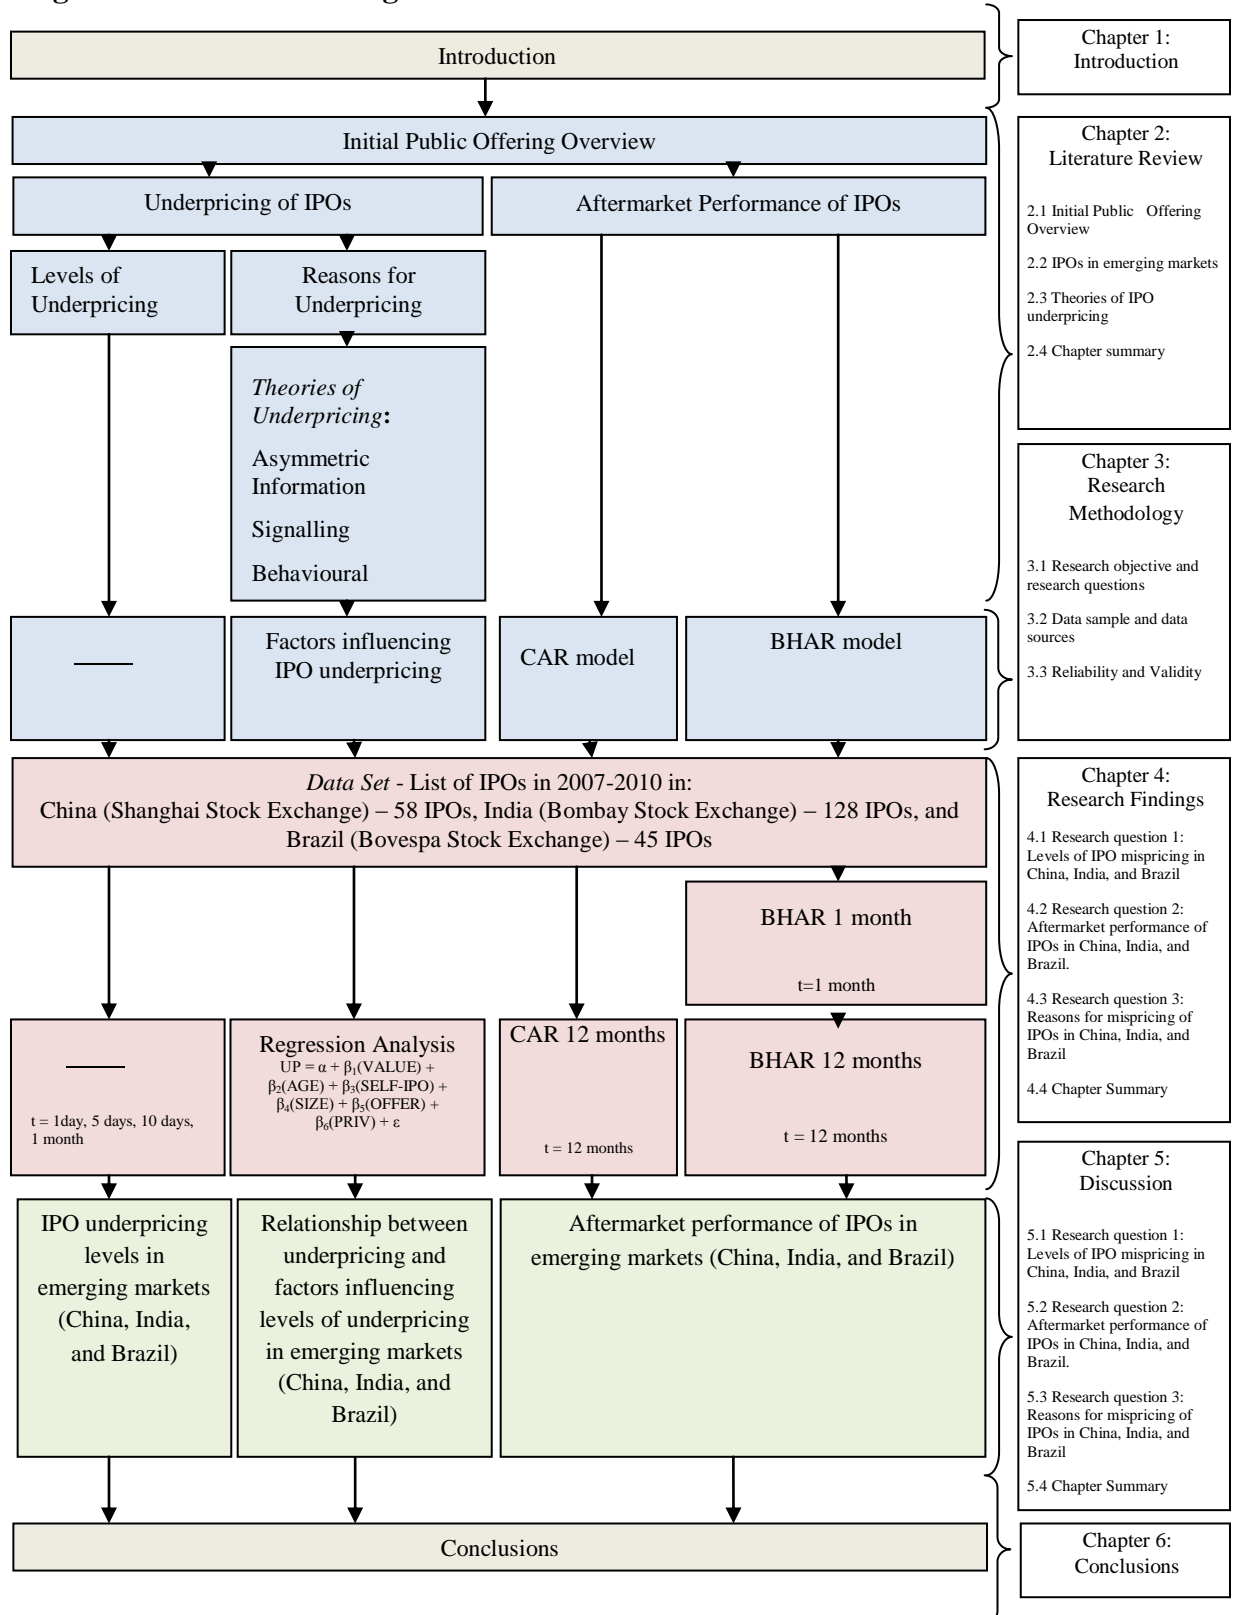 Introduction
Initial Public Offering Overview
Underpricing of IPOs
Aftermarket Performance of IPOs
Levels of
Underpricing
Reasons for
Underpricing
Theories of
Underpricing:
Asymmetric
Information
Signalling
Behavioural
Factors influencing
IPO underpricing
CAR model
BHAR model
Data Set - List of IPOs in 2007-2010 in:
China (Shanghai Stock Exchange) – 58 IPOs, India (Bombay Stock Exchange) – 128 IPOs, and
Brazil (Bovespa Stock Exchange) – 45 IPOs
BHAR 1 month
t=1 month
t = 1day, 5 days, 10 days,
1 month
Regression Analysis
UP = α + β₁(VALUE) +
β₂(AGE) + β₃(SELF-IPO) +
β₄(SIZE) + β₅(OFFER) +
β₆(PRIV) + ε
CAR 12 months
t = 12 months
BHAR 12 months
t = 12 months
IPO underpricing
levels in
emerging markets
(China, India,
and Brazil)
Relationship between
underpricing and
factors influencing
levels of underpricing
in emerging markets
(China, India, and
Brazil)
Aftermarket performance of IPOs in
emerging markets (China, India, and Brazil)
Conclusions
Chapter 1:
Introduction
Chapter 2:
Literature Review
2.1 Initial Public Offering
Overview
2.2 IPOs in emerging markets
2.3 Theories of IPO
underpricing
2.4 Chapter summary
Chapter 3:
Research
Methodology
3.1 Research objective and
research questions
3.2 Data sample and data
sources
3.3 Reliability and Validity
Chapter 4:
Research Findings
4.1 Research question 1:
Levels of IPO mispricing in
China, India, and Brazil
4.2 Research question 2:
Aftermarket performance of
IPOs in China, India, and
Brazil.
4.3 Research question 3:
Reasons for mispricing of
IPOs in China, India, and
Brazil
4.4 Chapter Summary
Chapter 5:
Discussion
5.1 Research question 1:
Levels of IPO mispricing in
China, India, and Brazil
5.2 Research question 2:
Aftermarket performance of
IPOs in China, India, and
Brazil.
5.3 Research question 3:
Reasons for mispricing of
IPOs in China, India, and
Brazil
5.4 Chapter Summary
Chapter 6:
Conclusions